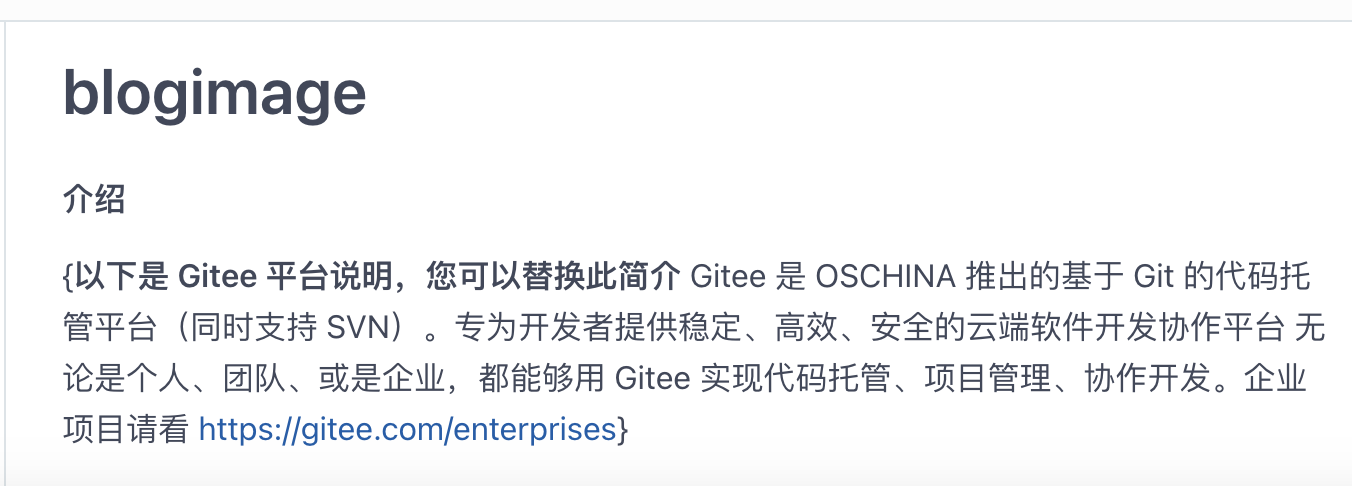 blogimage
介绍
{以下是 Gitee 平台说明，您可以替换此简介 Gitee 是 OSCHINA 推出的基于 Git 的代码托
管平台（同时支持 SVN）。专为开发者提供稳定、高效、安全的云端软件开发协作平台 无
论是个人、团队、或是企业，都能够用 Gitee 实现代码托管、项目管理、协作开发。企业
项目请看 https://gitee.com/enterprises}